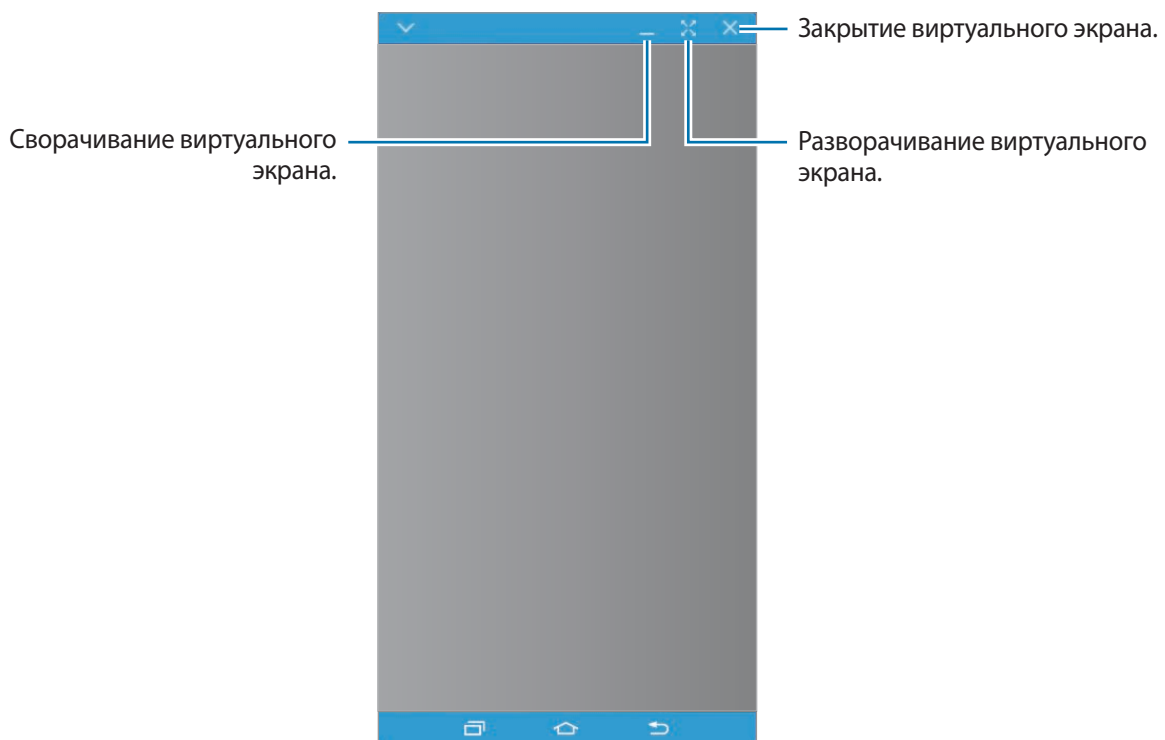 Закрытие виртуального экрана.
Сворачивание виртуального
экрана.
Разворачивание виртуального
экрана.